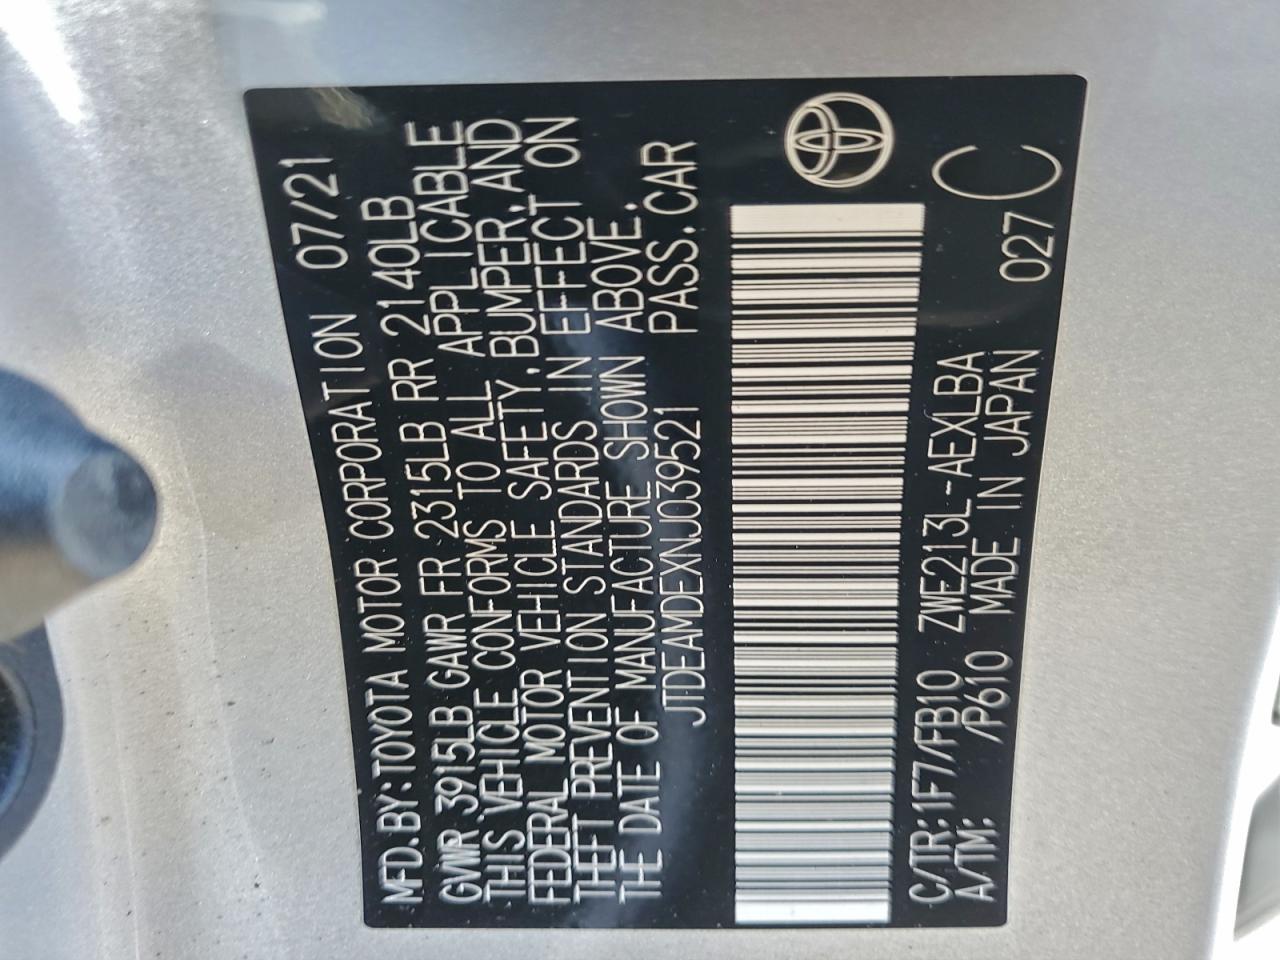 MFD.BY:TOYOTA MOTOR CORPORATION 07/21
GVWR 3915LB GAWR FR 2315LB RR 2140LB
THIS VEHICLE CONFORMS TO ALL APPLICABLE
FEDERAL MOTOR VEHICLE SAFETY,BUMPER,AND
THEFT PREVENTION STANDARDS IN EFFECT ON
THE DATE OF MANUFACTURE SHOWN ABOVE.
JTDEAMDEXNJ039521 PASS.CAR
C/TR:1F7/FB10 ZWE213L-AEXLBA
A/TM: /P610 MADE IN JAPAN 027 C